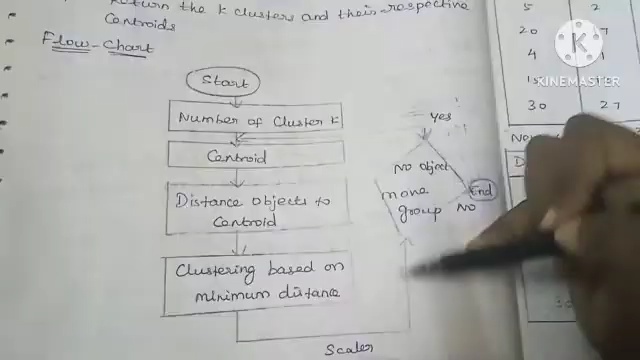 Return the K clusters and their respective
Centroids
Flow-Chart
Start
Number of Cluster K
Centroid
Distance Objects to
Centroid
Clustering based on
minimum distance
Scaler
Yes
No object
move
group
No
End
5 2
20
4
30 27
KINEMASTER